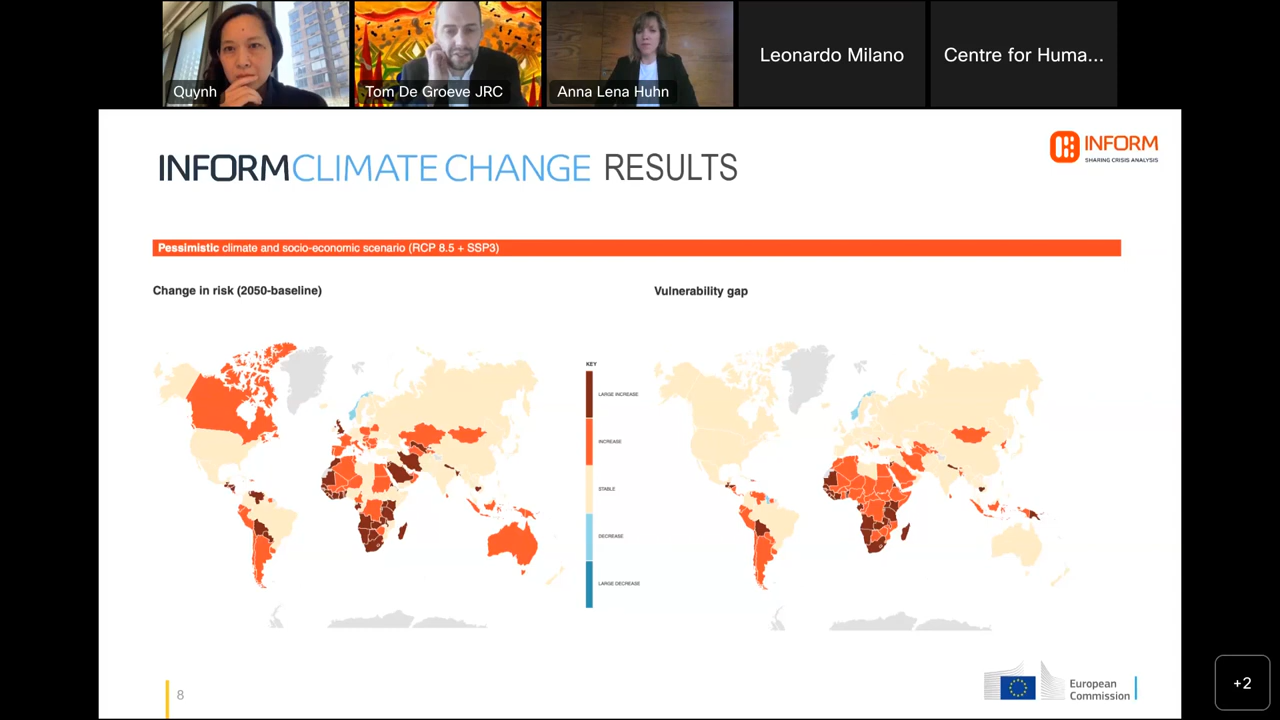 Quynh
Tom De Groeve JRC
Anna Lena Huhn
Leonardo Milano
Centre for Huma...
INFORM CLIMATE CHANGE RESULTS
INFORM
SHARING CRISIS ANALYSIS
Pessimistic climate and socio-economic scenario (RCP 8.5 + SSP3)
Change in risk (2050-baseline)
Vulnerability gap
KEY
LARGE INCREASE
INCREASE
STABLE
DECREASE
LARGE DECREASE
8
European
Commission
+2